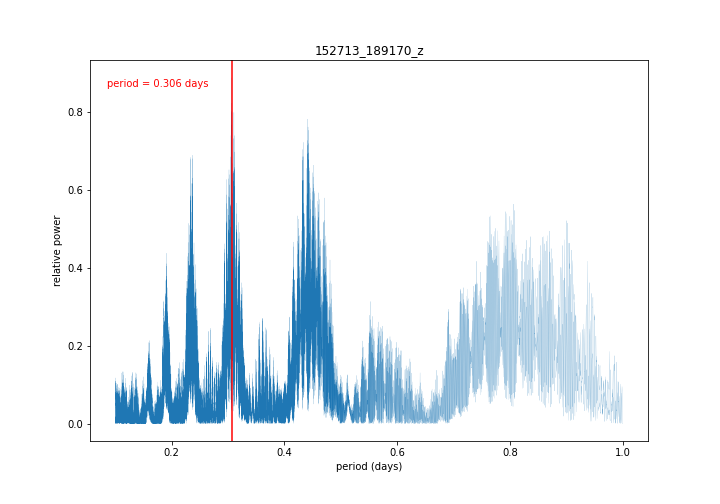 152713_189170_z
period = 0.306 days
relative power
0.8
0.6
0.4
0.2
0.0
0.2 0.4 0.6 0.8 1.0
period (days)